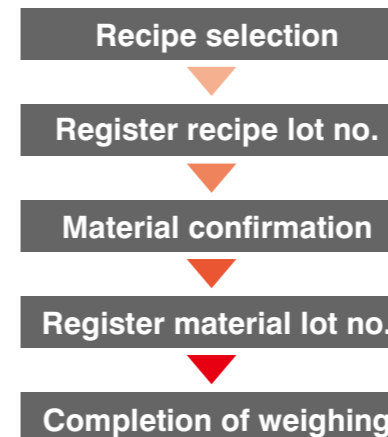 Recipe selection
Register recipe lot no.
Material confirmation
Register material lot no.
Completion of weighing